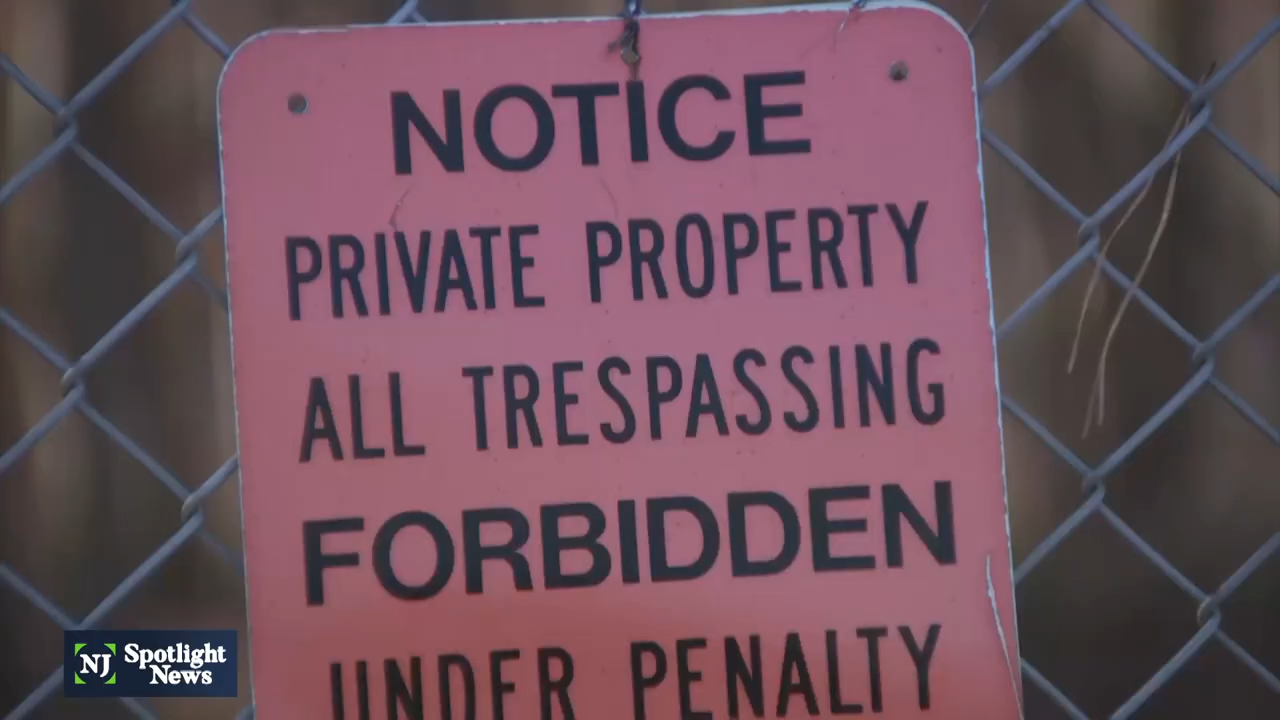 NOTICE
PRIVATE PROPERTY
ALL TRESPASSING
FORBIDDEN
UNDER PENALTY
NJ Spotlight
News